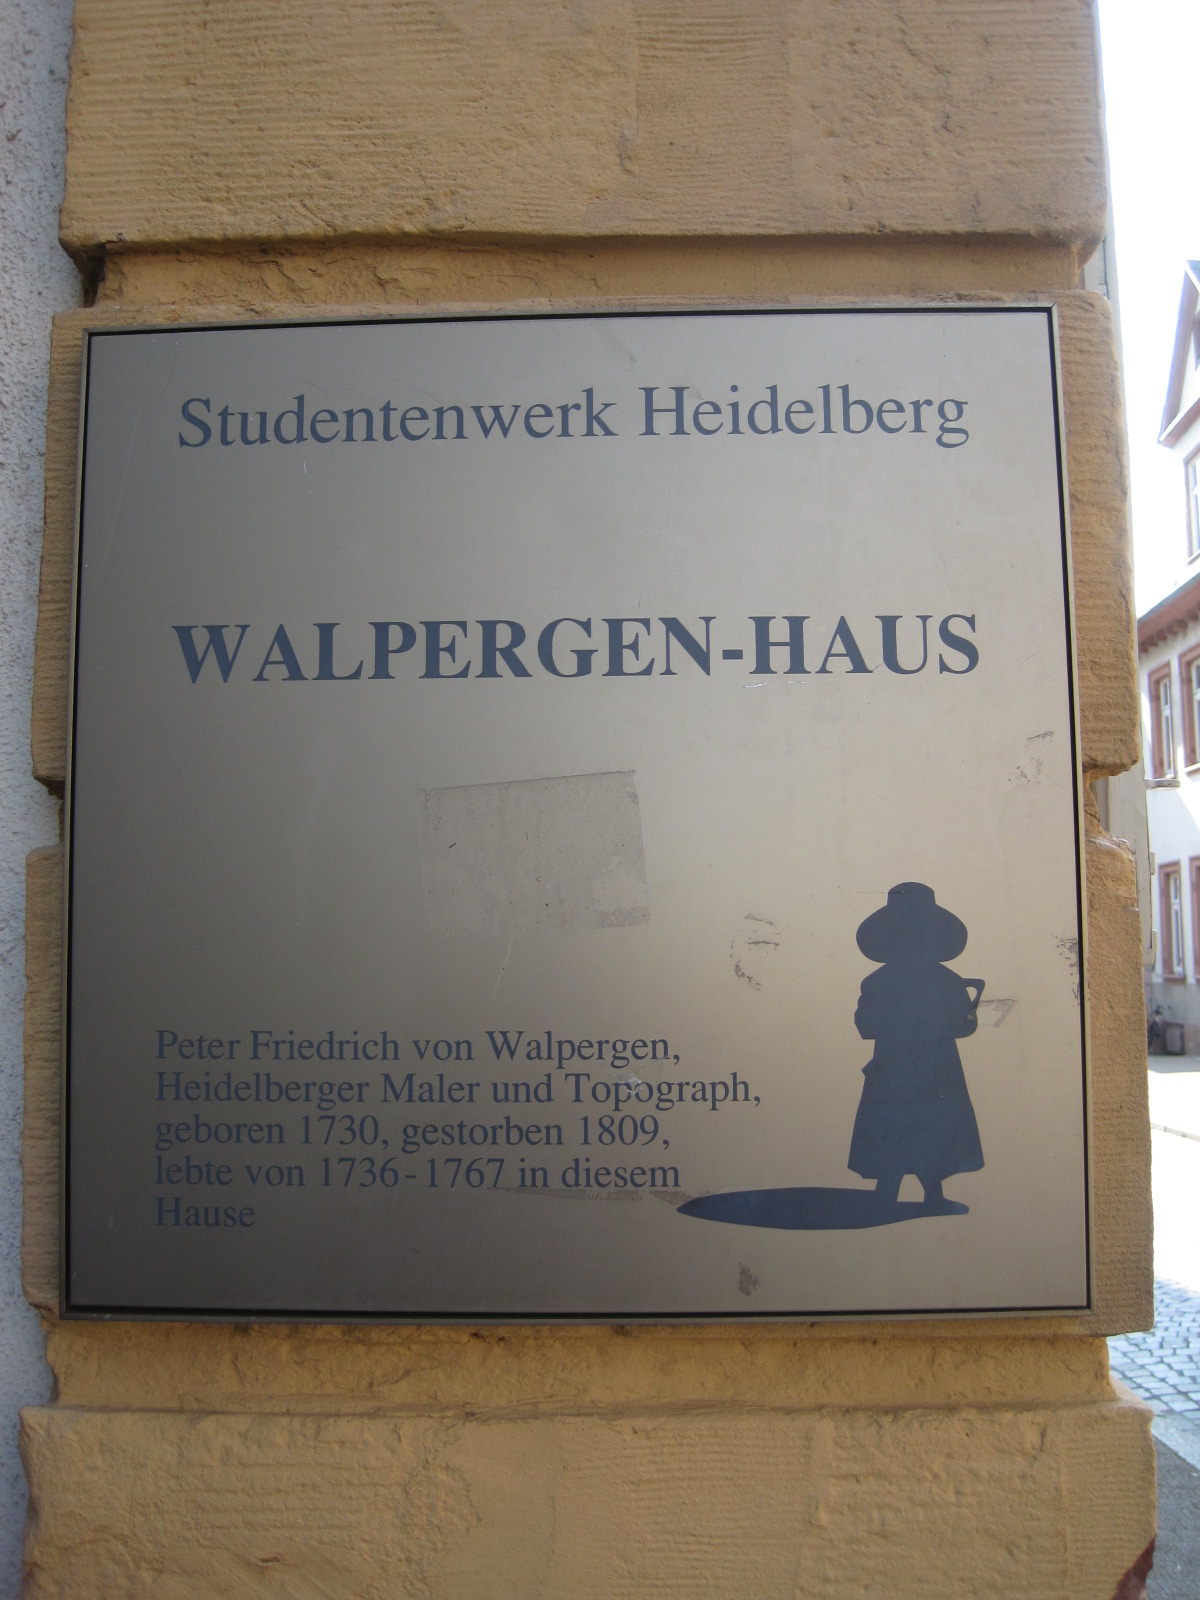 Studentenwerk Heidelberg
WALPERGEN-HAUS
Peter Friedrich von Walpergen,
Heidelberger Maler und Topograph,
geboren 1730, gestorben 1809,
lebte von 1736-1767 in diesem
Hause